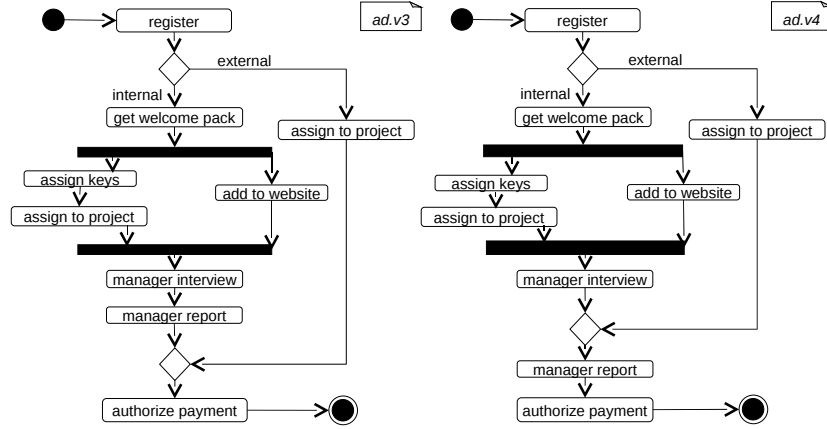 register
ad.v3
external
internal
get welcome pack
assign to project
assign keys
add to website
assign to project
manager interview
manager report
authorize payment
register
ad.v4
external
internal
get welcome pack
assign to project
assign keys
add to website
assign to project
manager interview
manager report
authorize payment